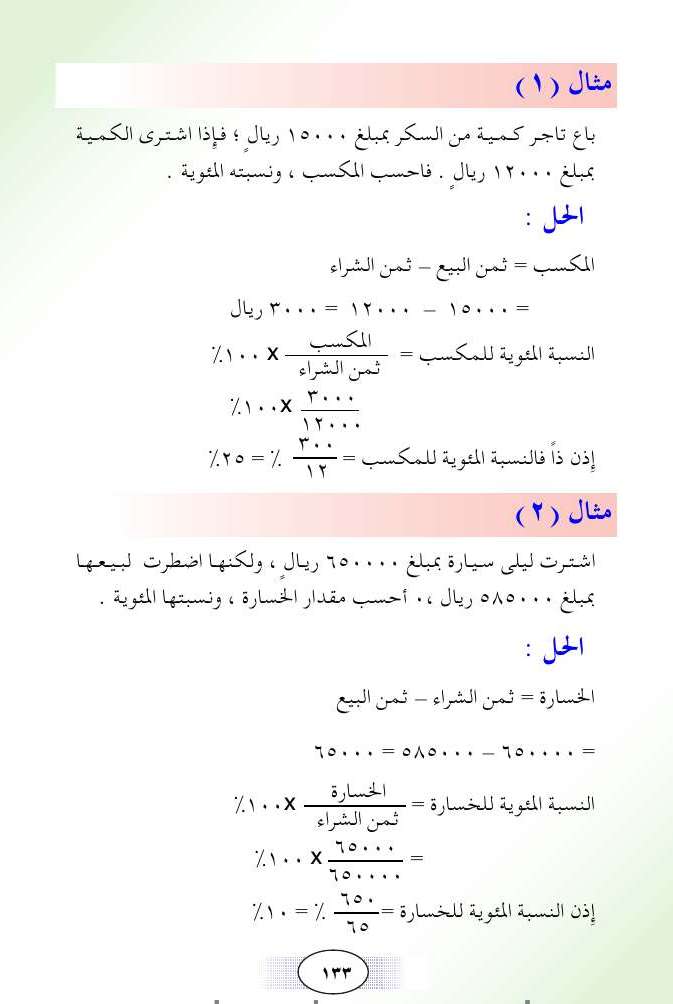 مثال (١)
باع تاجر كمية من السكر بمبلغ ١٥٠٠٠ ريالٍ ؛ فإذا اشترى الكمية
بمبلغ ١٢٠٠٠ ريالٍ . فاحسب المكسب ، ونسبته المئوية .
الحل :
المكسب = ثمن البيع – ثمن الشراء
= ١٥٠٠٠ – ١٢٠٠٠ = ٣٠٠٠ ريال
النسبة المئوية للمكسب = المكسب / ثمن الشراء x ١٠٠٪
٣٠٠٠ / ١٢٠٠٠ x ١٠٠٪
إِذن ذاً فالنسبة المئوية للمكسب = ٣٠٠ / ١٢ ٪ = ٢٥٪
مثال (٢)
اشترت ليلى سيارة بمبلغ ٦٥٠٠٠٠ ريالٍ ، ولكنها اضطرت لبيعها
بمبلغ ٥٨٥٠٠٠ ريال ،٠ أحسب مقدار الخسارة ، ونسبتها المئوية .
الحل :
الخسارة = ثمن الشراء – ثمن البيع
= ٦٥٠٠٠٠ – ٥٨٥٠٠٠ = ٦٥٠٠٠
النسبة المئوية للخسارة = الخسارة / ثمن الشراء x ١٠٠٪
= ٦٥٠٠٠ / ٦٥٠٠٠٠ x ١٠٠٪
إِذن النسبة المئوية للخسارة = ٦٥٠ / ٦٥ ٪ = ١٠٪
١٣٣